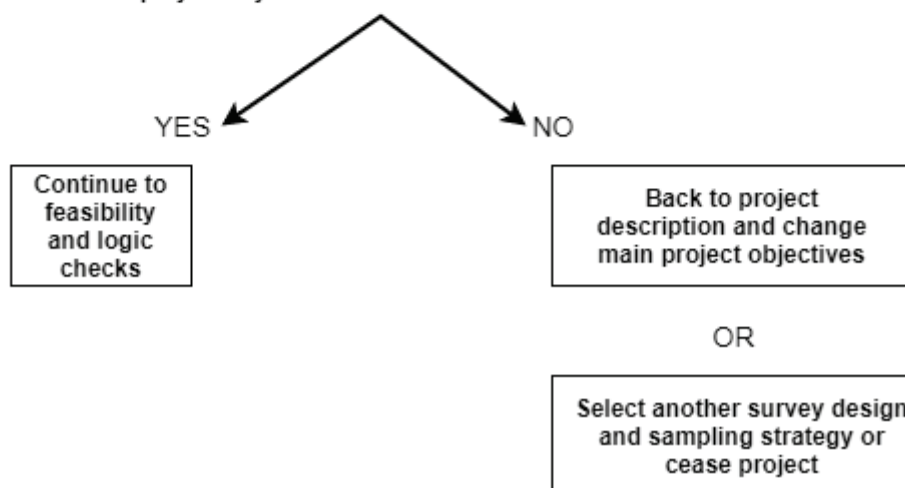 YES
NO
Continue to
feasibility
and logic
checks
Back to project
description and change
main project objectives
OR
Select another survey design
and sampling strategy or
cease project